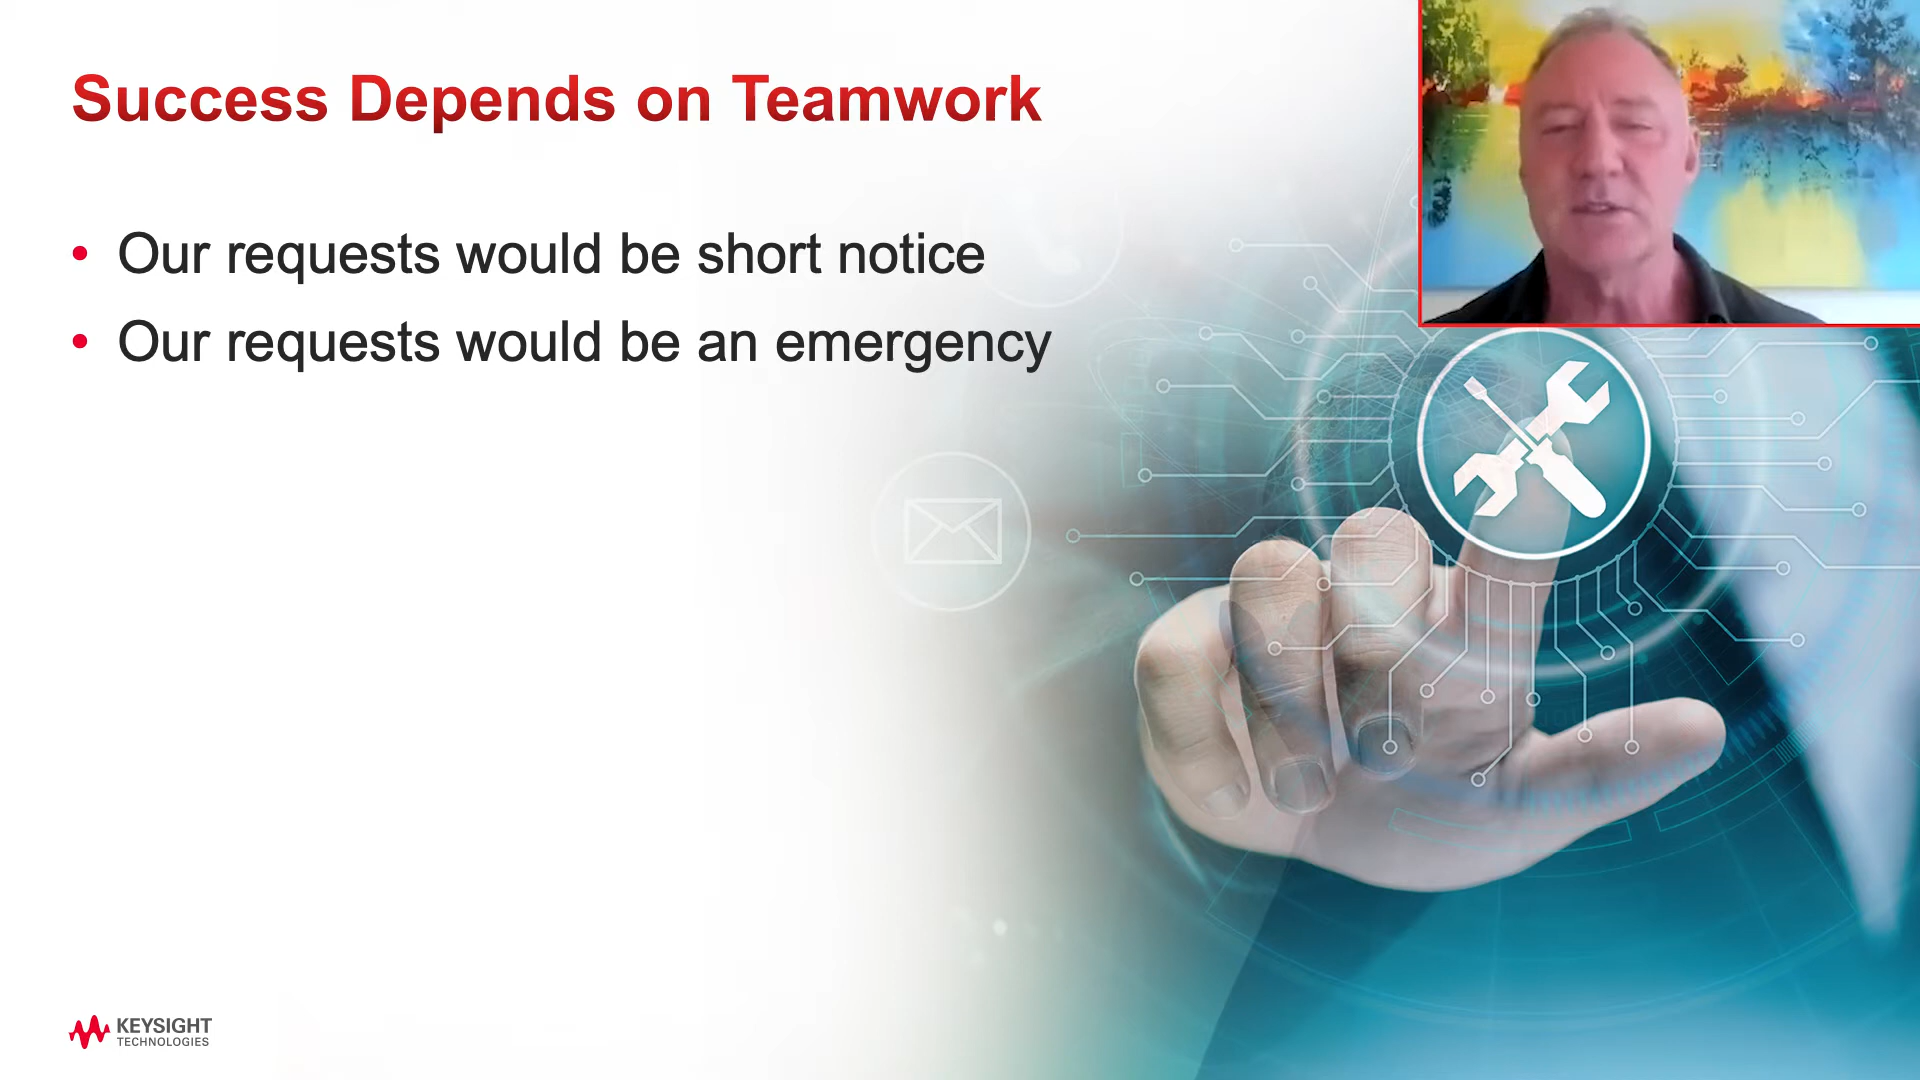 Success Depends on Teamwork
• Our requests would be short notice
• Our requests would be an emergency
KEYSIGHT
TECHNOLOGIES